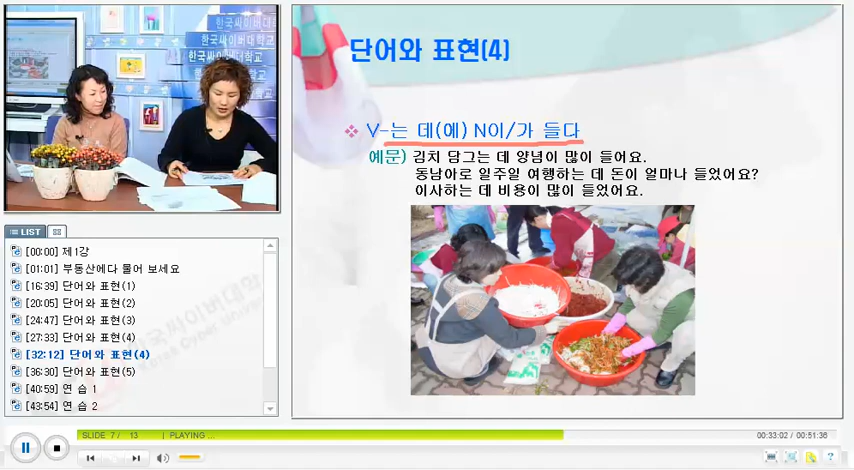 한국싸이버대
한국싸이버대학교
한국싸이버대학교
단어와 표현(4)
V-는 데(에) N이/가 들다
예문) 김치 담그는 데 양념이 많이 들어요.
동남아로 일주일 여행하는 데 돈이 얼마나 들었어요?
이사하는 데 비용이 많이 들었어요.
LIST
[00:00] 제1강
[01:01] 부동산에다 물어 보세요
[16:39] 단어와 표현(1)
[20:05] 단어와 표현(2)
[24:47] 단어와 표현(3)
[27:33] 단어와 표현(4)
[32:12] 단어와 표현(4)
[36:30] 단어와 표현(5)
[40:59] 연 습 1
[43:54] 연 습 2
SLIDE 7 / 13 | PLAYING ...
00:33:02 / 00:51:36